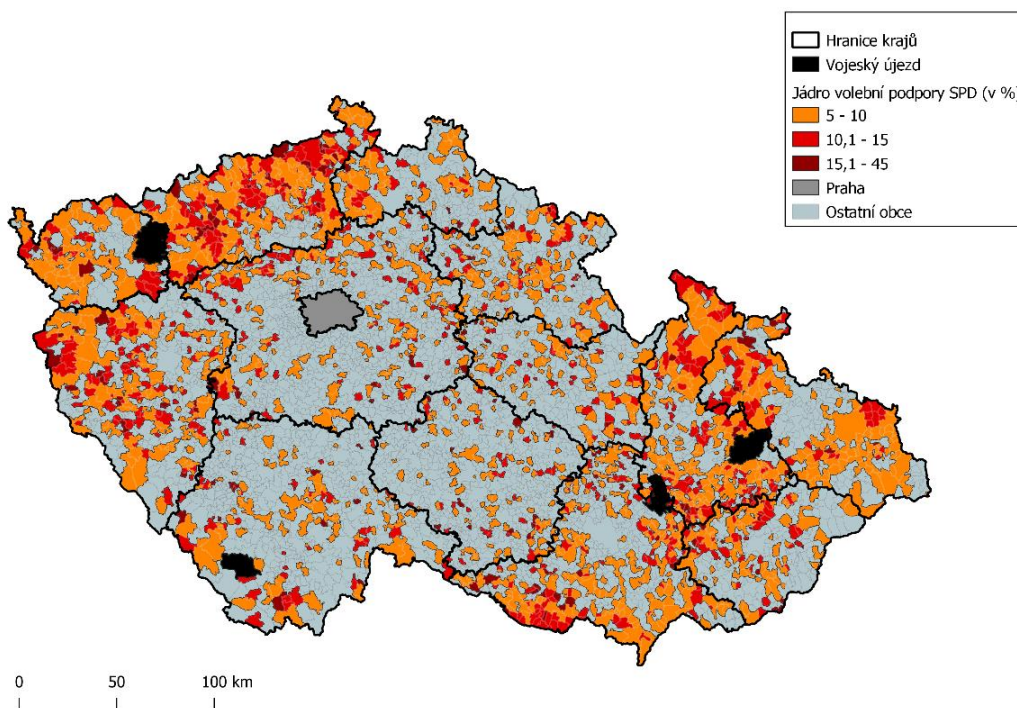 Hranice krajů
Vojeský újezd
Jádro volební podpory SPD (v %)
5 - 10
10,1 - 15
15,1 - 45
Praha
Ostatní obce
0 50 100 km